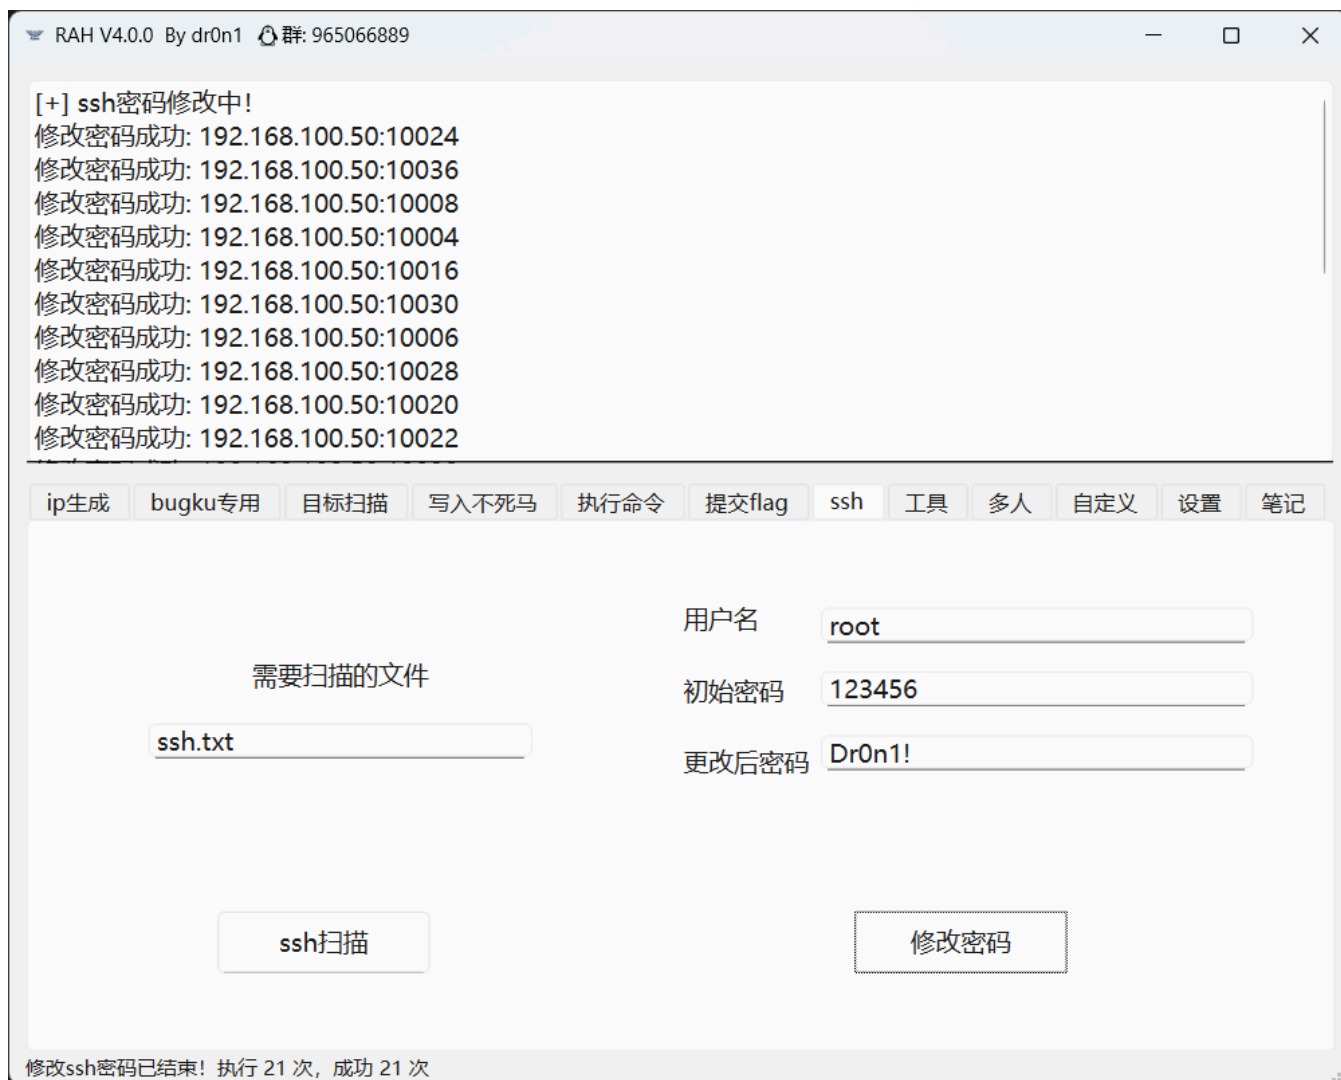 RAH V4.0.0 By dr0n1 群: 965066889
[+] ssh密码修改中!
修改密码成功: 192.168.100.50:10024
修改密码成功: 192.168.100.50:10036
修改密码成功: 192.168.100.50:10008
修改密码成功: 192.168.100.50:10004
修改密码成功: 192.168.100.50:10016
修改密码成功: 192.168.100.50:10030
修改密码成功: 192.168.100.50:10006
修改密码成功: 192.168.100.50:10028
修改密码成功: 192.168.100.50:10020
修改密码成功: 192.168.100.50:10022
ip生成 bugku专用 目标扫描 写入不死马 执行命令 提交flag ssh 工具 多人 自定义 设置 笔记
需要扫描的文件
ssh.txt
用户名 root
初始密码 123456
更改后密码 Dr0n1!
ssh扫描 修改密码
修改ssh密码已结束! 执行 21 次, 成功 21 次